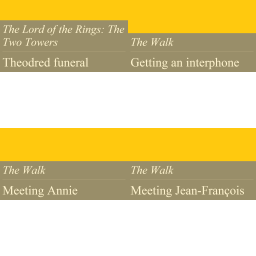 The Lord of the Rings: The
Two Towers
Theodred funeral
The Walk
Getting an interphone
The Walk
Meeting Annie
The Walk
Meeting Jean-François